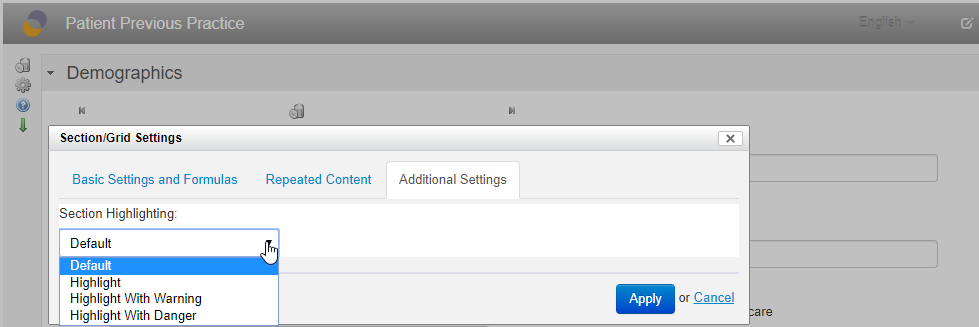 Patient Previous Practice
English
Demographics
Section/Grid Settings
Basic Settings and Formulas
Repeated Content
Additional Settings
Section Highlighting:
Default
Default
Highlight
Highlight With Warning
Highlight With Danger
Apply or Cancel
care